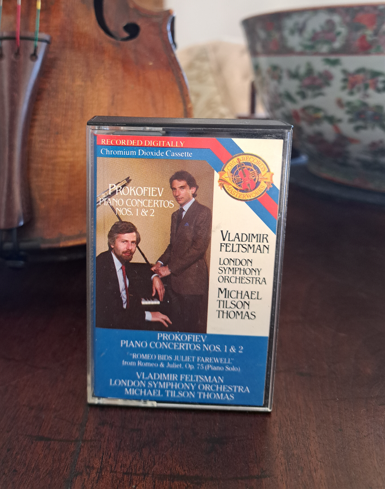 RECORDED DIGITALLY
Chromium Dioxide Cassette
PROKOFIEV
PIANO CONCERTOS
NOS. 1 & 2
VLADIMIR
FELTSMAN
LONDON
SYMPHONY
ORCHESTRA
MICHAEL
TILSON
THOMAS
PROKOFIEV
PIANO CONCERTOS NOS. 1 & 2
"ROMEO BIDS JULIET FAREWELL"
from Romeo & Juliet, Op. 75 (Piano Solo)
VLADIMIR FELTSMAN
LONDON SYMPHONY ORCHESTRA
MICHAEL TILSON THOMAS